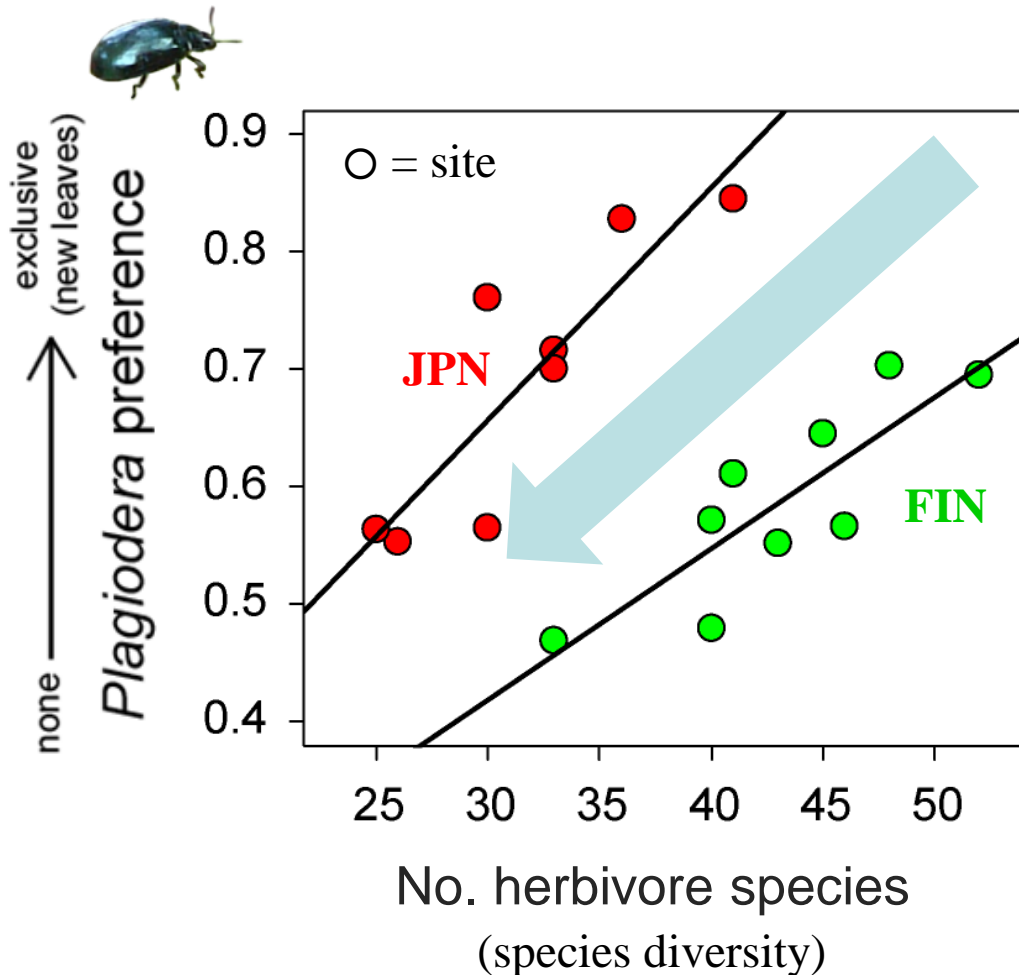 exclusive
(new leaves)
none
Plagiodera preference
0.9
0.8
0.7
0.6
0.5
0.4
= site
JPN
FIN
25 30 35 40 45 50
No. herbivore species
(species diversity)